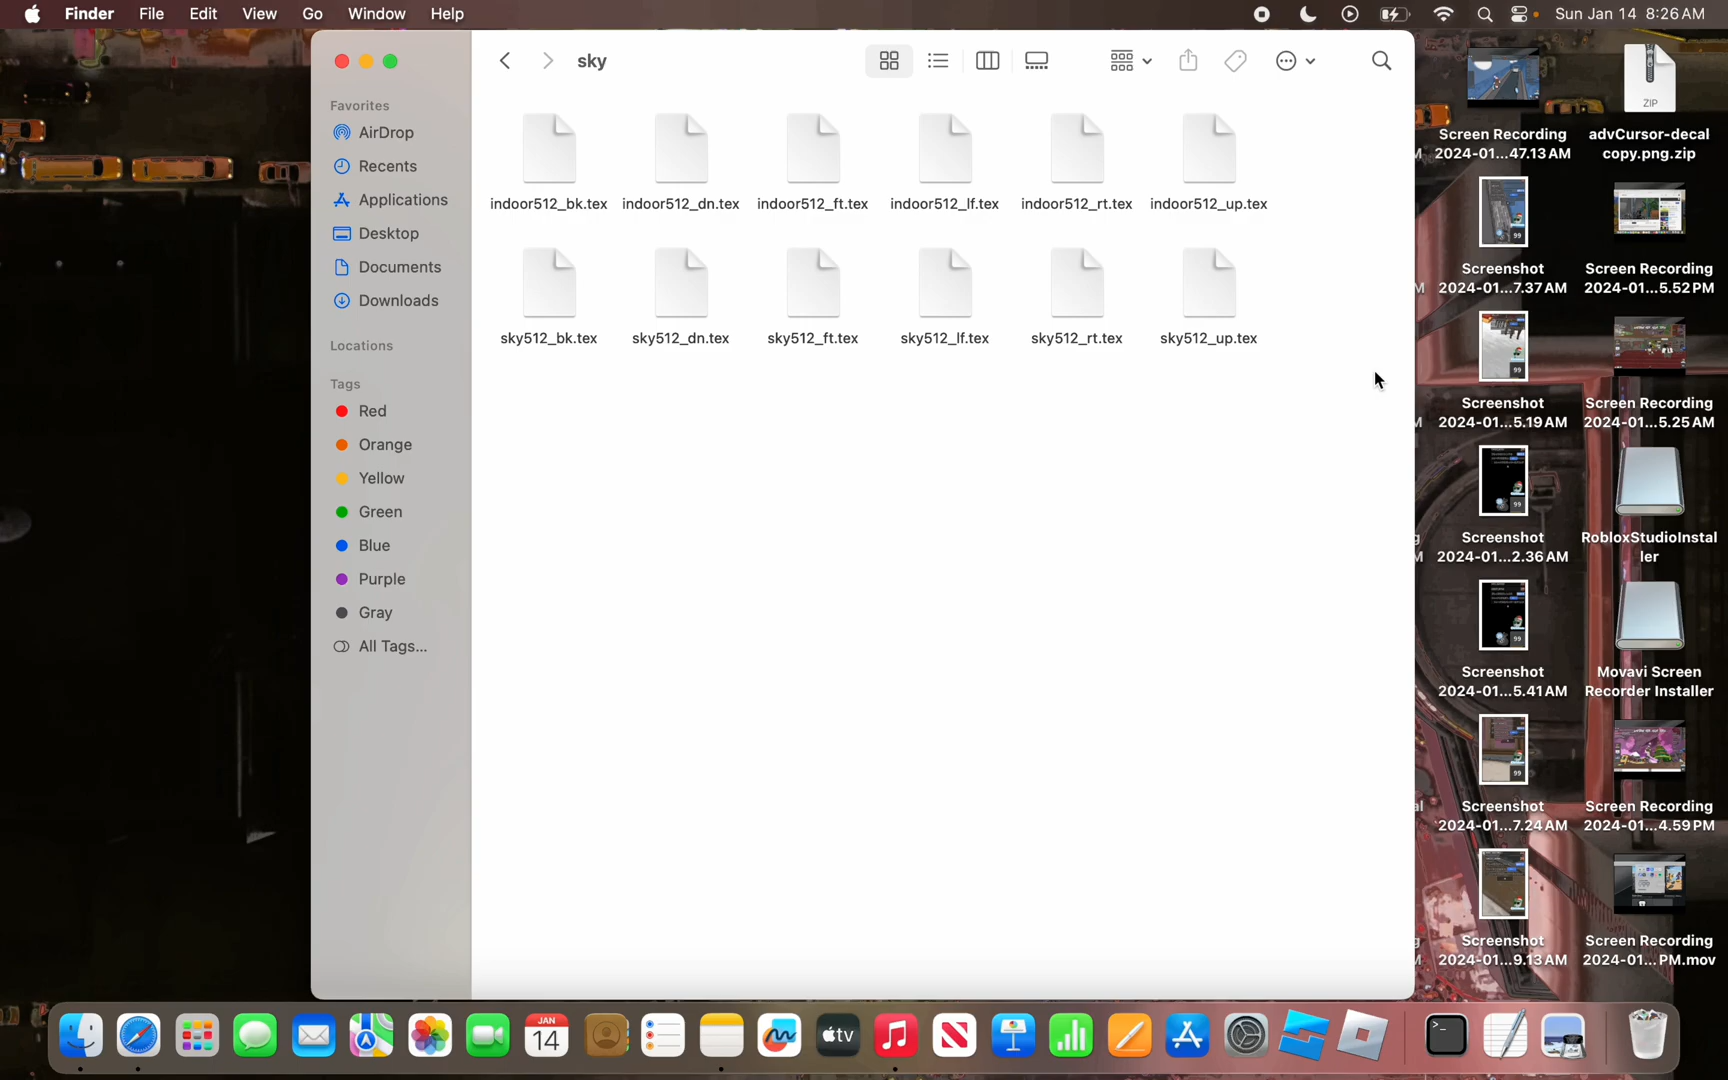 Finder File Edit View Go Window Help
Sun Jan 14 8:26 AM
sky
Favorites
AirDrop
Recents
Applications
Desktop
Documents
Downloads
Locations
Tags
Red
Orange
Yellow
Green
Blue
Purple
Gray
All Tags...
indoor512_bk.tex indoor512_dn.tex indoor512_ft.tex indoor512_lf.tex indoor512_rt.tex indoor512_up.tex
sky512_bk.tex sky512_dn.tex sky512_ft.tex sky512_lf.tex sky512_rt.tex sky512_up.tex
Screen Recording
2024-01...47.13 AM
ZIP
advCursor-decal
copy.png.zip
99
Screenshot
2024-01...7.37 AM
Screen Recording
2024-01...5.52 PM
99
Screenshot
2024-01...5.19 AM
Screen Recording
2024-01...5.25 AM
99
Screenshot
2024-01...2.36 AM
RobloxStudioInstal
ler
99
Screenshot
2024-01...5.41 AM
Movavi Screen
Recorder Installer
99
Screenshot
2024-01...7.24 AM
Screen Recording
2024-01...4.59 PM
99
Screenshot
2024-01...9.13 AM
Screen Recording
2024-01...PM.mov
JAN
14
tv